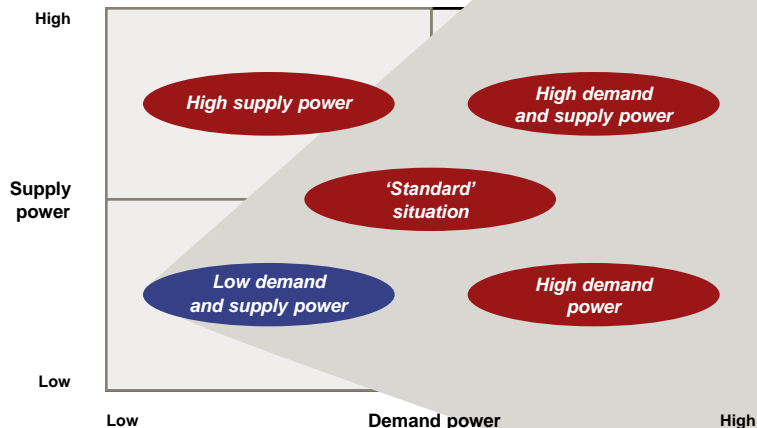 High
High supply power
High demand
and supply power
Supply
power
‘Standard’
situation
Low demand
and supply power
High demand
power
Low
Low
Demand power
High